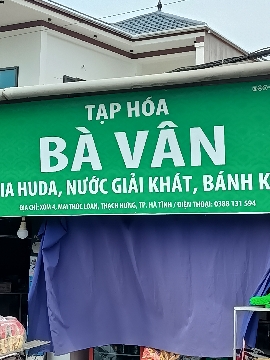 TẠP HÓA
BÀ VÂN
IA HUDA, NƯỚC GIẢI KHÁT, BÁNH K
ĐỊA CHỈ: XÓM 4, MAI THÚC LOAN, THẠCH HƯNG, TP. HÀ TĨNH / ĐIỆN THOẠI: 0388 131 594